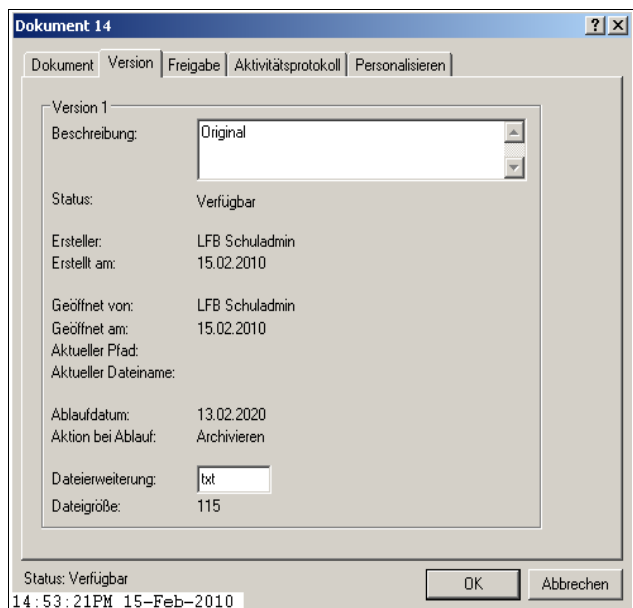 Dokument 14
Dokument Version Freigabe Aktivitätsprotokoll Personalisieren
Version 1
Beschreibung: Original
Status: Verfügbar
Ersteller: LFB Schuladmin
Erstellt am: 15.02.2010
Geöffnet von: LFB Schuladmin
Geöffnet am: 15.02.2010
Aktueller Pfad:
Aktueller Dateiname:
Ablaufdatum: 13.02.2020
Aktion bei Ablauf: Archivieren
Dateierweiterung: txt
Dateigröße: 115
Status: Verfügbar OK Abbrechen
14:53:21PM 15-Feb-2010